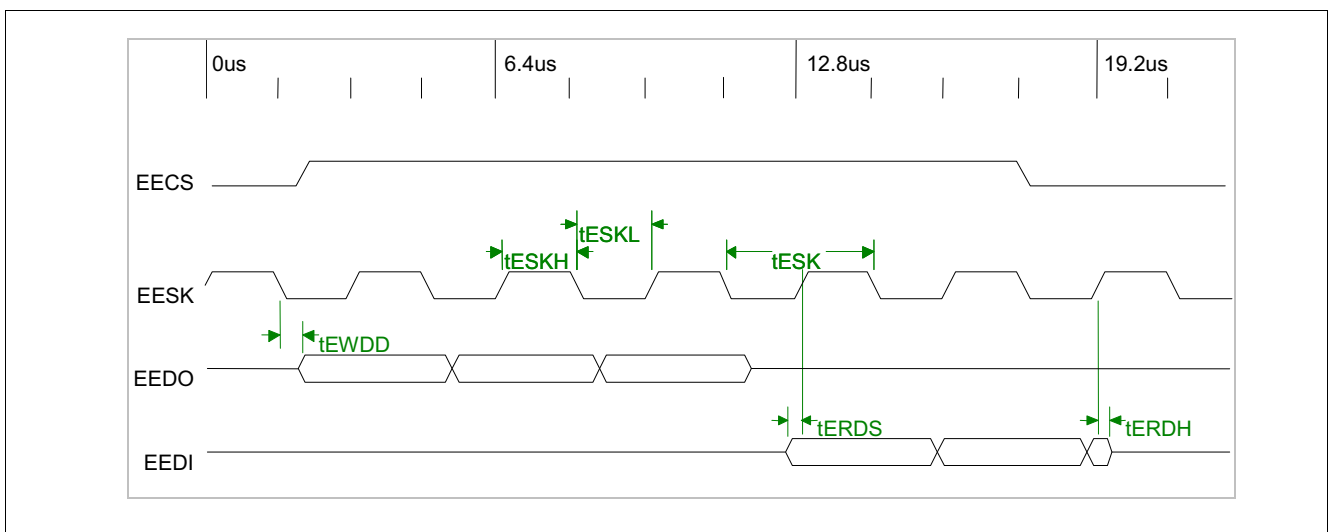 0us 6.4us 12.8us 19.2us
EECS
tESKL
tESKH tESK
EESK
tEWDD
EEDO
tERDS tERDH
EEDI